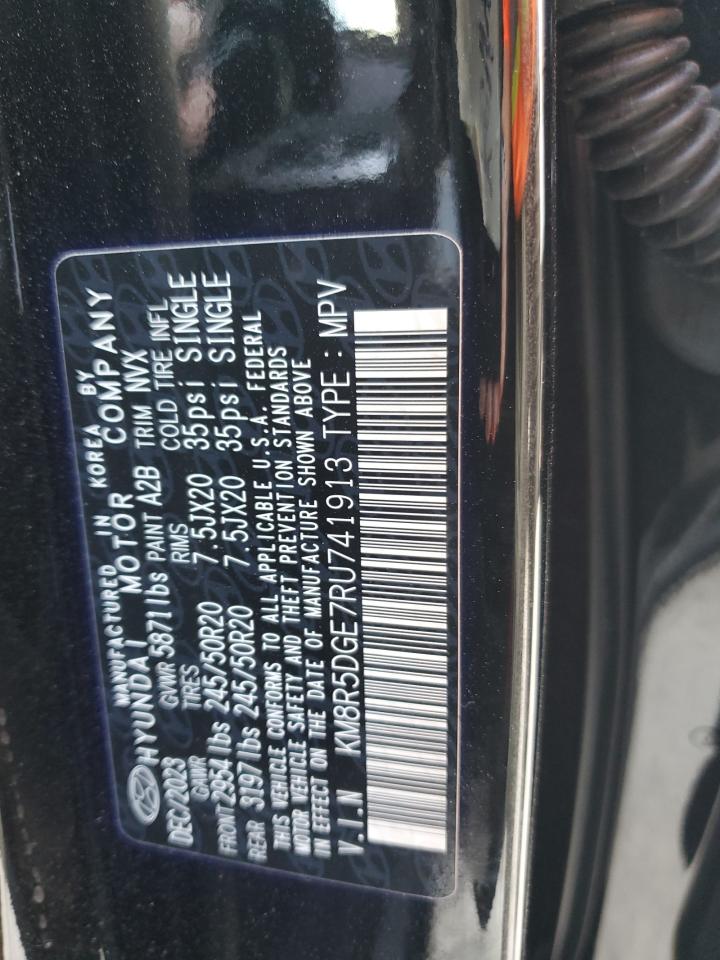 MANUFACTURED IN KOREA BY
HYUNDAI MOTOR COMPANY
DEC/2023 GVWR 5871lbs PAINT A2B TRIM NVX
GAWR TIRES RIMS COLD TIRE INFL
FRONT 2954lbs 245/50R20 7.5JX20 35psi SINGLE
REAR 3197lbs 245/50R20 7.5JX20 35psi SINGLE
THIS VEHICLE CONFORMS TO ALL APPLICABLE U.S.A. FEDERAL
MOTOR VEHICLE SAFETY AND THEFT PREVENTION STANDARDS
IN EFFECT ON THE DATE OF MANUFACTURE SHOWN ABOVE
V.I.N KM8R5DGE7RU741913 TYPE : MPV